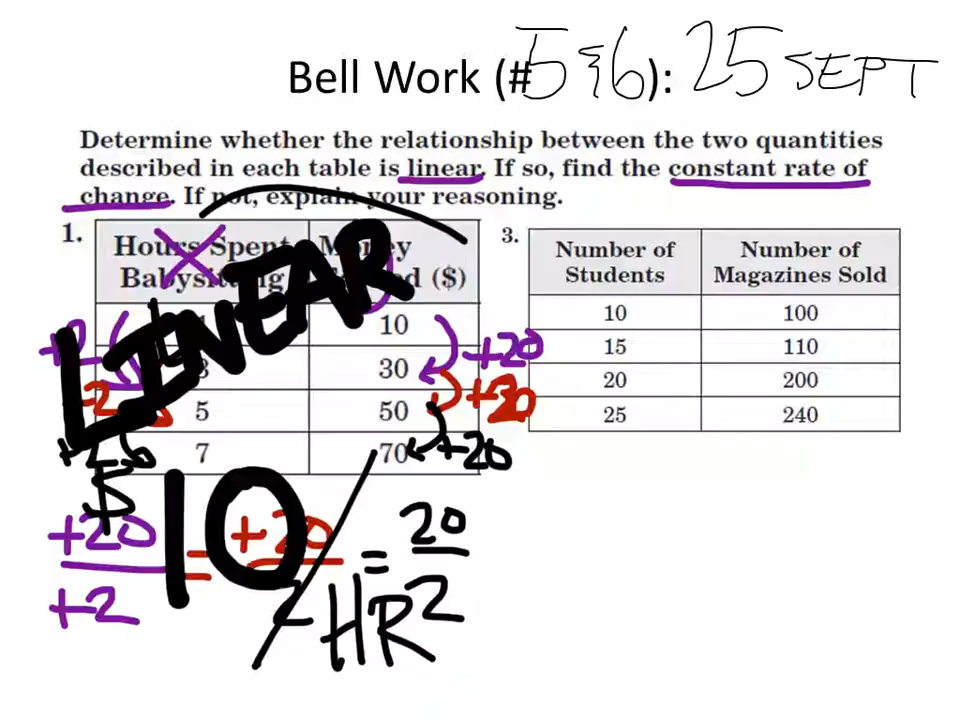 Bell Work (#5 & 6): 25 SEPT
Determine whether the relationship between the two quantities
described in each table is linear. If so, find the constant rate of
change. If not, explain your reasoning.
1.
Hours Spent Money
Babysitting ($)
10
3 30
5 50
7 70
LINEAR
+20
+20
+20
+20
+2
=
+20
=
20
2
$10/HR
3.
Number of Number of
Students Magazines Sold
10 100
15 110
20 200
25 240